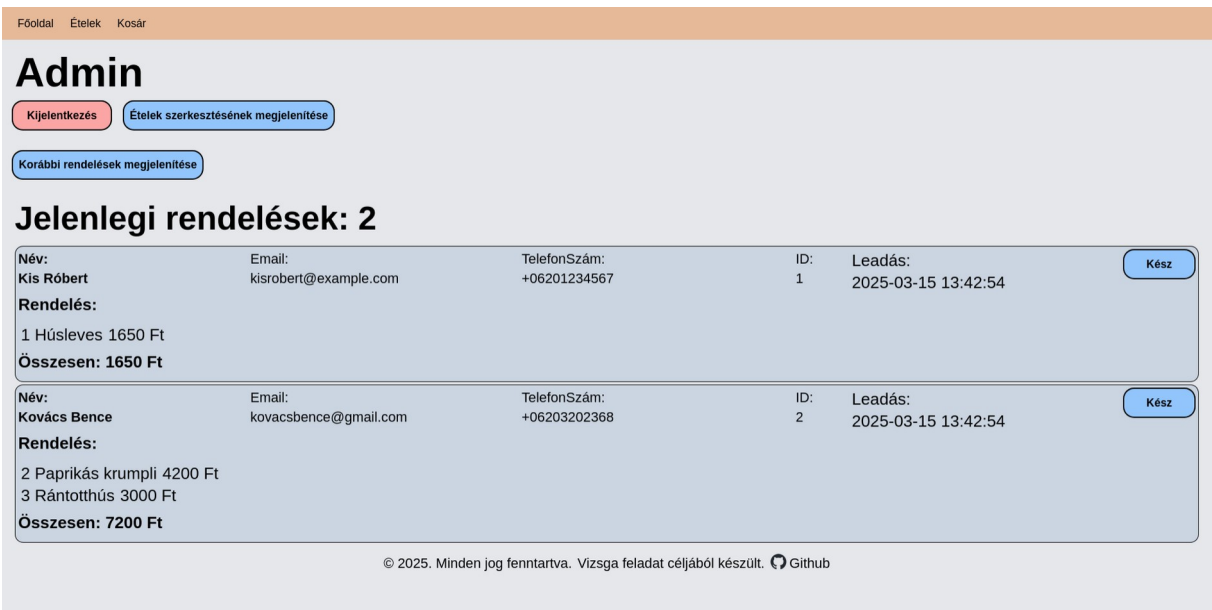 Főoldal Ételek Kosár
Admin
Kijelentkezés Ételek szerkesztésének megjelenítése
Korábbi rendelések megjelenítése
Jelenlegi rendelések: 2
Név: Email: TelefonSzám: ID: Leadás: Kész
Kis Róbert kisrobert@example.com +06201234567 1 2025-03-15 13:42:54
Rendelés:
1 Húsleves 1650 Ft
Összesen: 1650 Ft
Név: Email: TelefonSzám: ID: Leadás: Kész
Kovács Bence kovacsbence@gmail.com +06203202368 2 2025-03-15 13:42:54
Rendelés:
2 Paprikás krumpli 4200 Ft
3 Rántotthús 3000 Ft
Összesen: 7200 Ft
© 2025. Minden jog fenntartva. Vizsga feladat céljából készült. Github